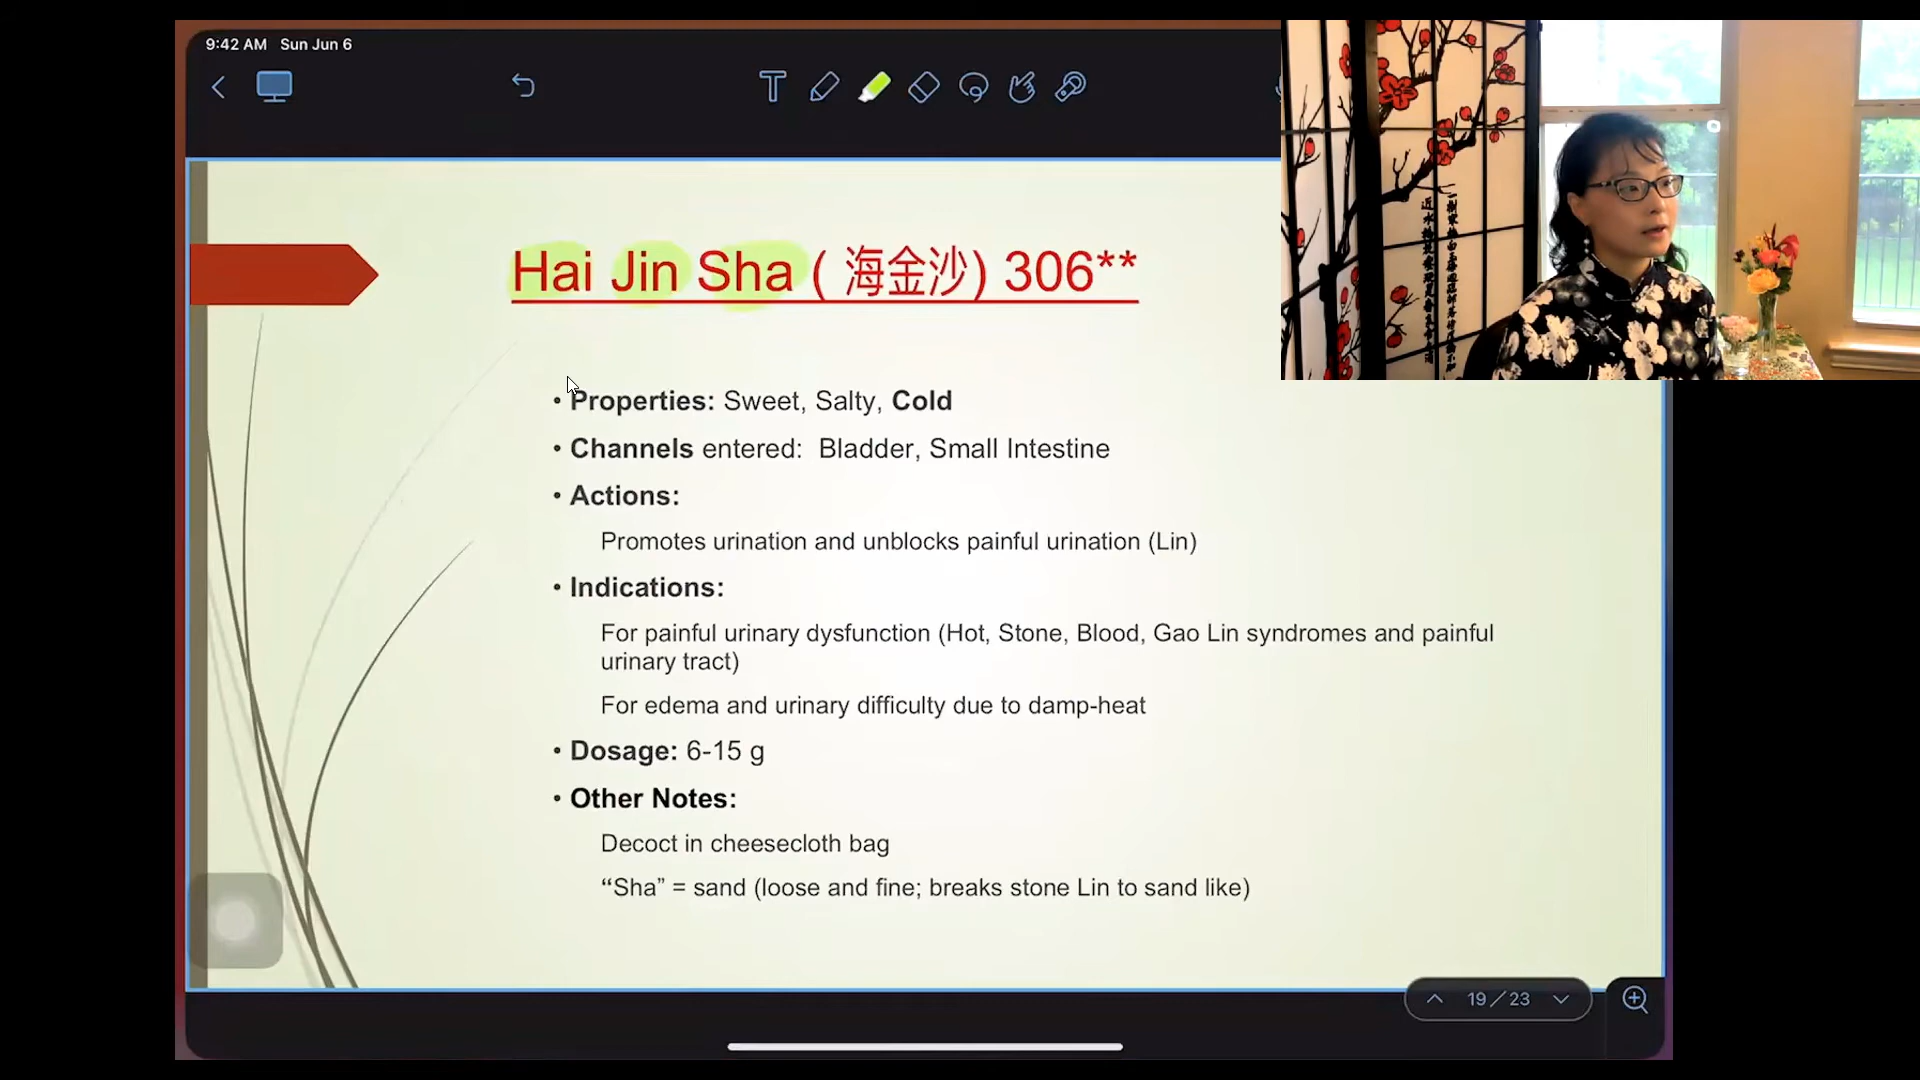 9:42 AM Sun Jun 6
Hai Jin Sha ( 海金沙) 306**
• Properties: Sweet, Salty, Cold
• Channels entered: Bladder, Small Intestine
• Actions:
Promotes urination and unblocks painful urination (Lin)
• Indications:
For painful urinary dysfunction (Hot, Stone, Blood, Gao Lin syndromes and painful
urinary tract)
For edema and urinary difficulty due to damp-heat
• Dosage: 6-15 g
• Other Notes:
Decoct in cheesecloth bag
“Sha” = sand (loose and fine; breaks stone Lin to sand like)
19/23